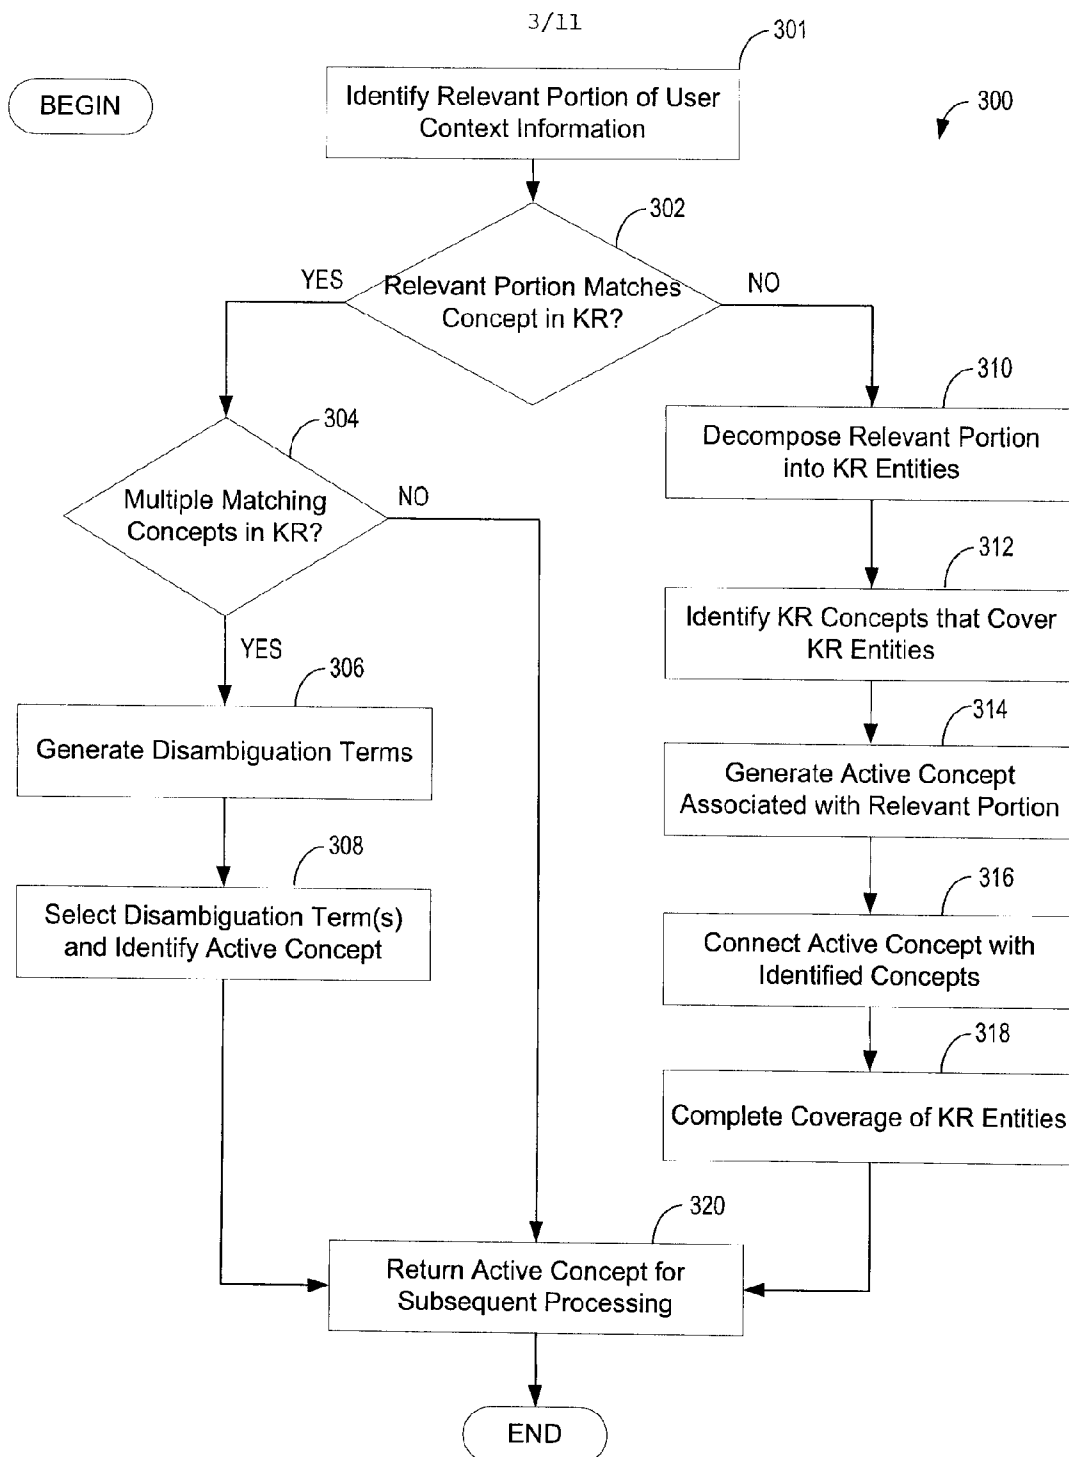 3/11
301
BEGIN
Identify Relevant Portion of User
Context Information
300
302
YES
Relevant Portion Matches
Concept in KR?
NO
310
Decompose Relevant Portion
into KR Entities
304
Multiple Matching
Concepts in KR?
NO
YES
312
Identify KR Concepts that Cover
KR Entities
306
Generate Disambiguation Terms
314
Generate Active Concept
Associated with Relevant Portion
308
Select Disambiguation Term(s)
and Identify Active Concept
316
Connect Active Concept with
Identified Concepts
318
Complete Coverage of KR Entities
320
Return Active Concept for
Subsequent Processing
END